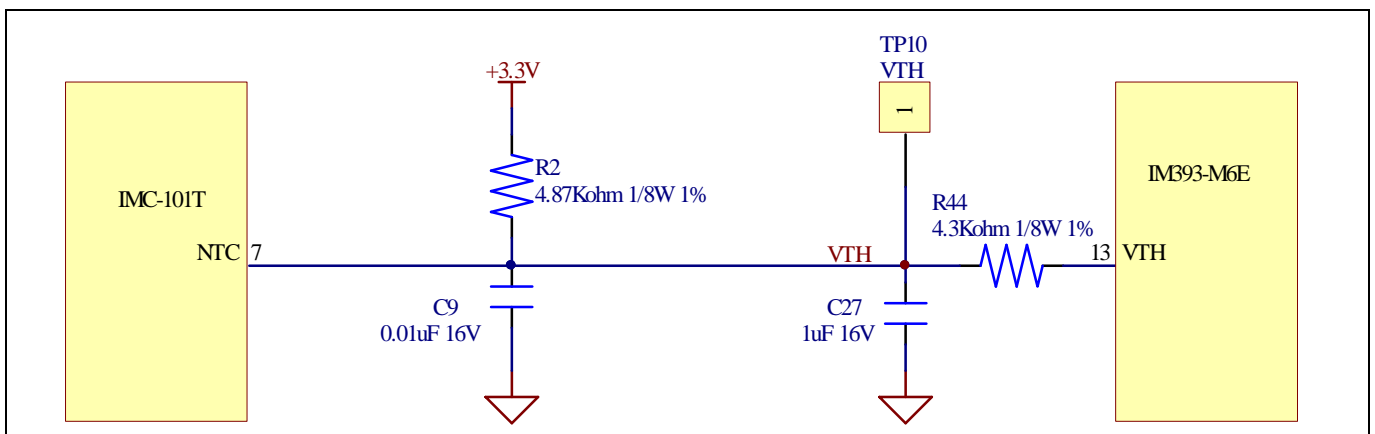 TP10
VTH
1
+3.3V
R2
4.87Kohm 1/8W 1%
IMC-101T
IM393-M6E
R44
4.3Kohm 1/8W 1%
NTC 7
VTH
13 VTH
C9
0.01uF 16V
C27
1uF 16V